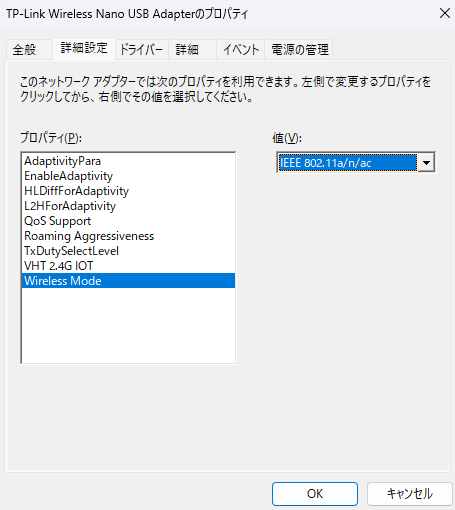 TP-Link Wireless Nano USB Adapterのプロパティ
全般 詳細設定 ドライバー 詳細 イベント 電源の管理
このネットワーク アダプターでは次のプロパティを利用できます。左側で変更するプロパティを
クリックしてから、右側でその値を選択してください。
プロパティ(P): 値(V):
AdaptivityPara IEEE 802.11a/n/ac
EnableAdaptivity
HLDiffForAdaptivity
L2HForAdaptivity
QoS Support
Roaming Aggressiveness
TxDutySelectLevel
VHT 2.4G IOT
Wireless Mode
OK キャンセル